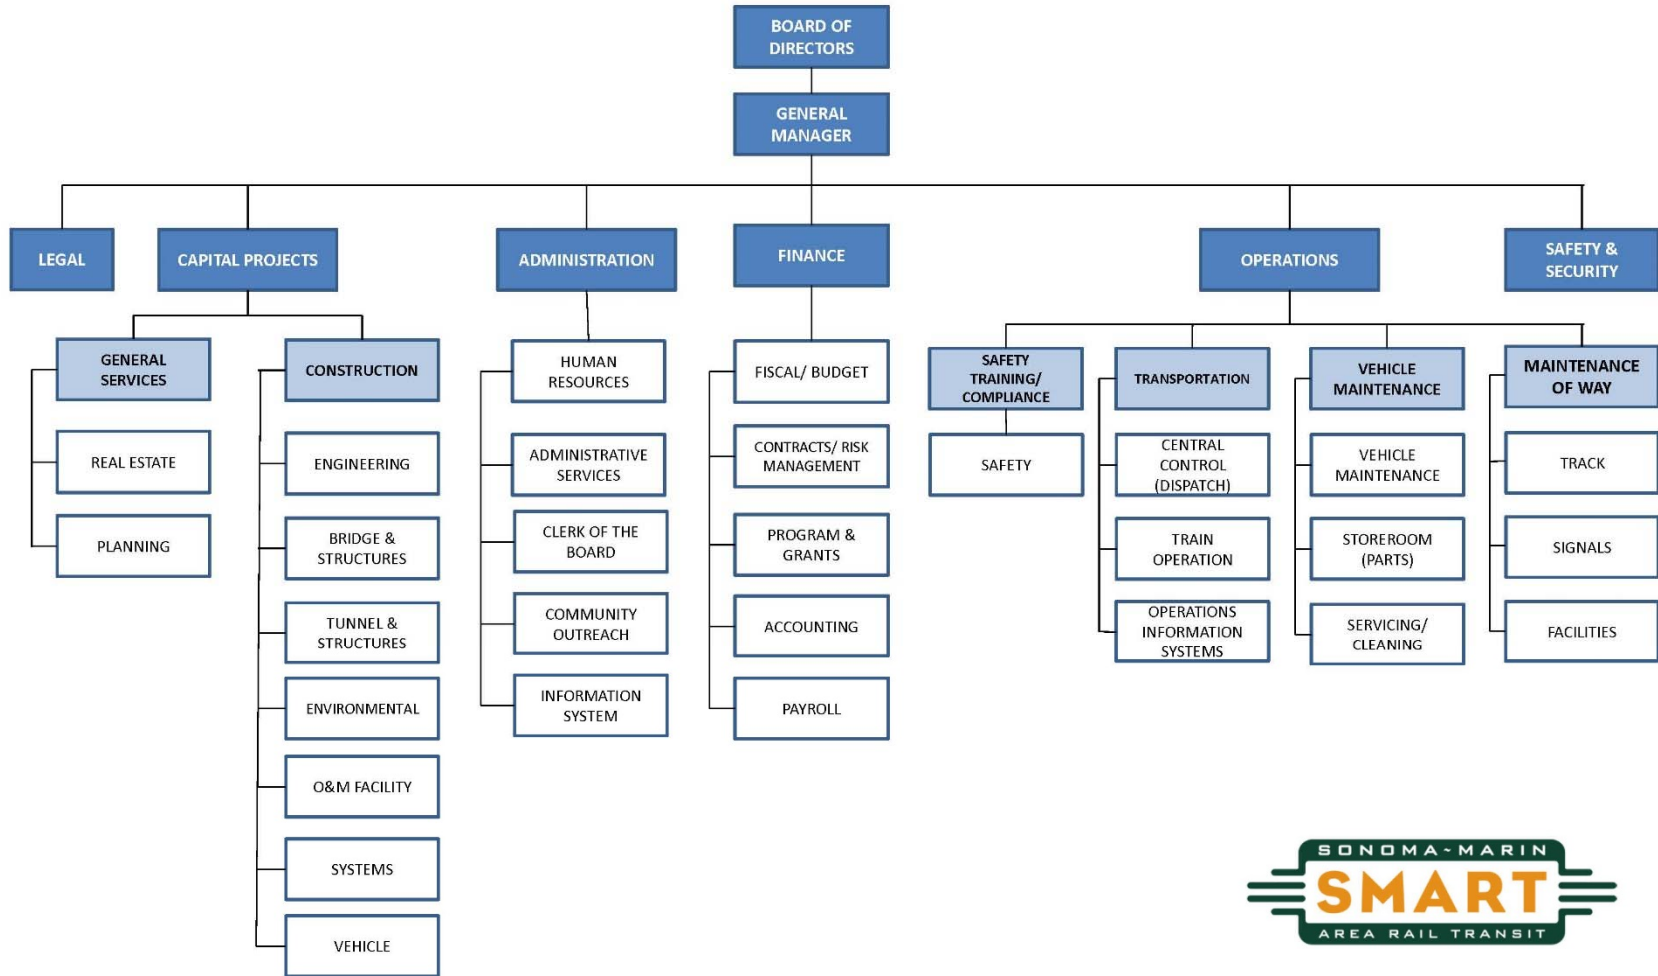 BOARD OF
DIRECTORS
GENERAL
MANAGER
LEGAL
CAPITAL PROJECTS
ADMINISTRATION
FINANCE
OPERATIONS
SAFETY &
SECURITY
GENERAL
SERVICES
REAL ESTATE
PLANNING
CONSTRUCTION
ENGINEERING
BRIDGE &
STRUCTURES
TUNNEL &
STRUCTURES
ENVIRONMENTAL
O&M FACILITY
SYSTEMS
VEHICLE
HUMAN
RESOURCES
ADMINISTRATIVE
SERVICES
CLERK OF THE
BOARD
COMMUNITY
OUTREACH
INFORMATION
SYSTEM
FISCAL/ BUDGET
CONTRACTS/ RISK
MANAGEMENT
PROGRAM &
GRANTS
ACCOUNTING
PAYROLL
SAFETY
TRAINING/
COMPLIANCE
SAFETY
TRANSPORTATION
CENTRAL
CONTROL
(DISPATCH)
TRAIN
OPERATION
OPERATIONS
INFORMATION
SYSTEMS
VEHICLE
MAINTENANCE
VEHICLE
MAINTENANCE
STOREROOM
(PARTS)
SERVICING/
CLEANING
MAINTENANCE
OF WAY
TRACK
SIGNALS
FACILITIES
SONOMA~MARIN
SMART
AREA RAIL TRANSIT